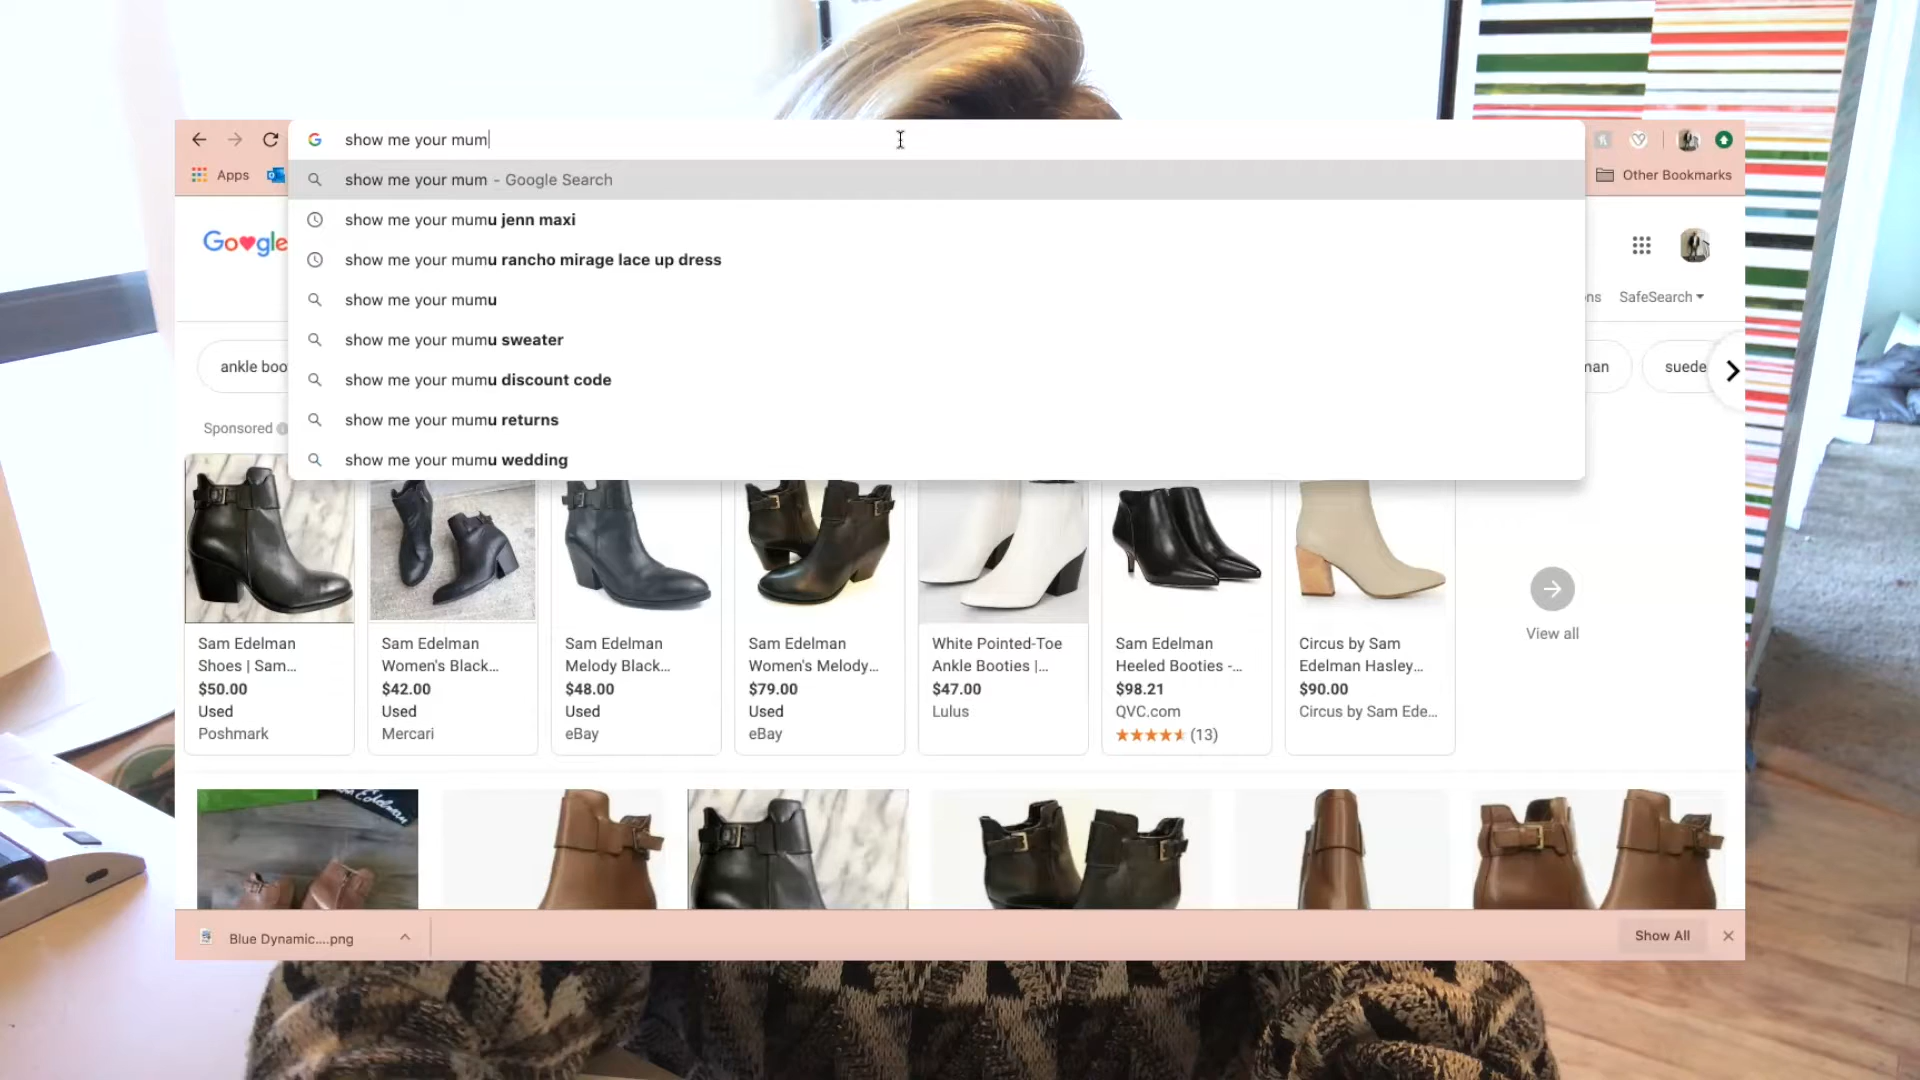 show me your mum
show me your mum - Google Search
Apps
Other Bookmarks
show me your mumu jenn maxi
Google
show me your mumu rancho mirage lace up dress
show me your mumu
ns
SafeSearch
show me your mumu sweater
ankle boo
man
suede
show me your mumu discount code
show me your mumu returns
Sponsored
show me your mumu wedding
Sam Edelman
Shoes | Sam...
$50.00
Used
Poshmark
Sam Edelman
Women's Black...
$42.00
Used
Mercari
Sam Edelman
Melody Black...
$48.00
Used
eBay
Sam Edelman
Women's Melody...
$79.00
Used
eBay
White Pointed-Toe
Ankle Booties |...
$47.00
Lulus
Sam Edelman
Heeled Booties -...
$98.21
QVC.com
(13)
Circus by Sam
Edelman Hasley...
$90.00
Circus by Sam Ede...
View all
Edelman
Blue Dynamic....png
Show All